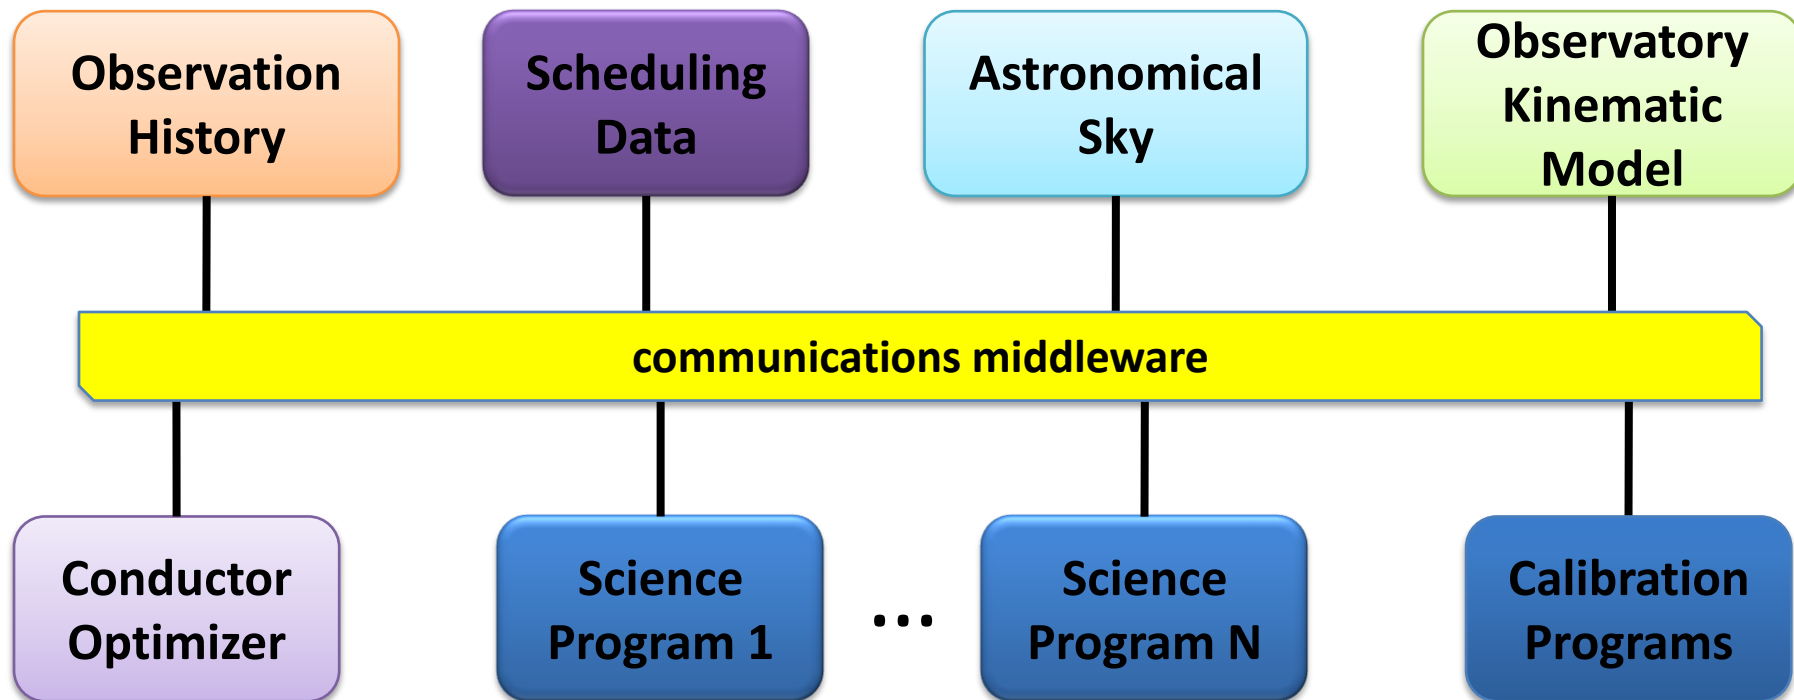 Observation
History
Scheduling
Data
Astronomical
Sky
Observatory
Kinematic
Model
communications middleware
Conductor
Optimizer
Science
Program 1
...
Science
Program N
Calibration
Programs